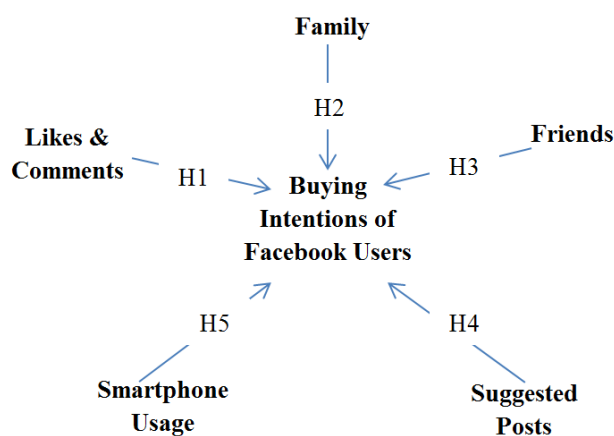 Family
H2
Likes &
Comments
H1
Friends
H3
Buying
Intentions of
Facebook Users
H5
H4
Smartphone
Usage
Suggested
Posts